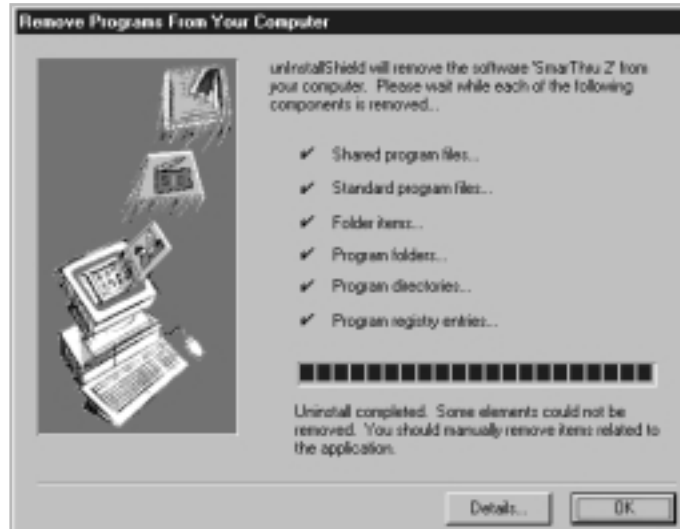 Remove Programs From Your Computer
unInstallShield will remove the software 'SmarThru 2' from
your computer. Please wait while each of the following
components is removed...
✔ Shared program files...
✔ Standard program files...
✔ Folder items...
✔ Program folders...
✔ Program directories...
✔ Program registry entries...
Uninstall completed. Some elements could not be
removed. You should manually remove items related to
the application.
Details... OK